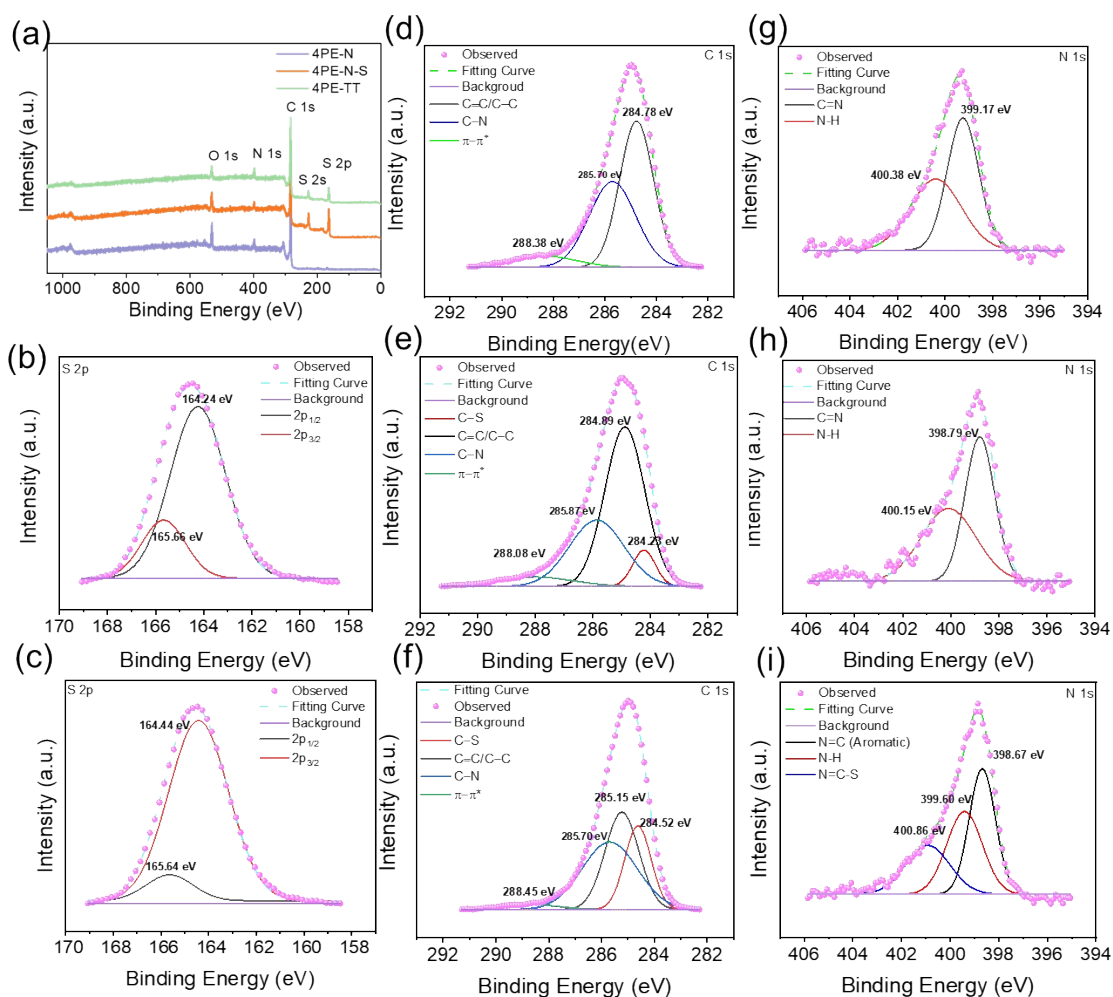 (a)
4PE-N
4PE-N-S
4PE-TT
C 1s
O 1s
N 1s
S 2s
S 2p
Intensity (a.u.)
1000 800 600 400 200 0
Binding Energy (eV)
(d)
C 1s
Observed
Fitting Curve
Backgroud
C=C/C-C
C-N
π-π*
284.78 eV
285.70 eV
288.38 eV
Intensity (a.u.)
292 290 288 286 284 282
Binding Energy(eV)
(g)
N 1s
Observed
Fitting Curve
Background
C=N
N-H
399.17 eV
400.38 eV
Intensity (a.u.)
406 404 402 400 398 396 394
Binding Energy (eV)
(b)
S 2p
Observed
Fitting Curve
Background
2p1/2
2p3/2
164.24 eV
165.66 eV
Intensity (a.u.)
170 168 166 164 162 160 158
Binding Energy (eV)
(e)
C 1s
Observed
Fitting Curve
Background
C-S
C=C/C-C
C-N
π-π*
284.89 eV
285.87 eV
288.08 eV
284.23 eV
Intensity (a.u.)
292 290 288 286 284 282
Binding Energy (eV)
(h)
N 1s
Observed
Fitting Curve
Background
C=N
N-H
398.79 eV
400.15 eV
Intensity (a.u.)
406 404 402 400 398 396 394
Binding Energy (eV)
(c)
S 2p
Observed
Fitting Curve
Background
2p1/2
2p3/2
164.44 eV
165.64 eV
Intensity (a.u.)
170 168 166 164 162 160 158
Binding Energy (eV)
(f)
C 1s
Fitting Curve
Observed
Background
C-S
C=C/C-C
C-N
π-π*
285.15 eV
284.52 eV
285.70 eV
288.45 eV
Intensity (a.u.)
292 290 288 286 284 282
Binding Energy (eV)
(i)
N 1s
Observed
Fitting Curve
Background
N=C (Aromatic)
N-H
N=C-S
398.67 eV
399.60 eV
400.86 eV
Intensity (a.u.)
406 404 402 400 398 396 394
Binding Energy (eV)